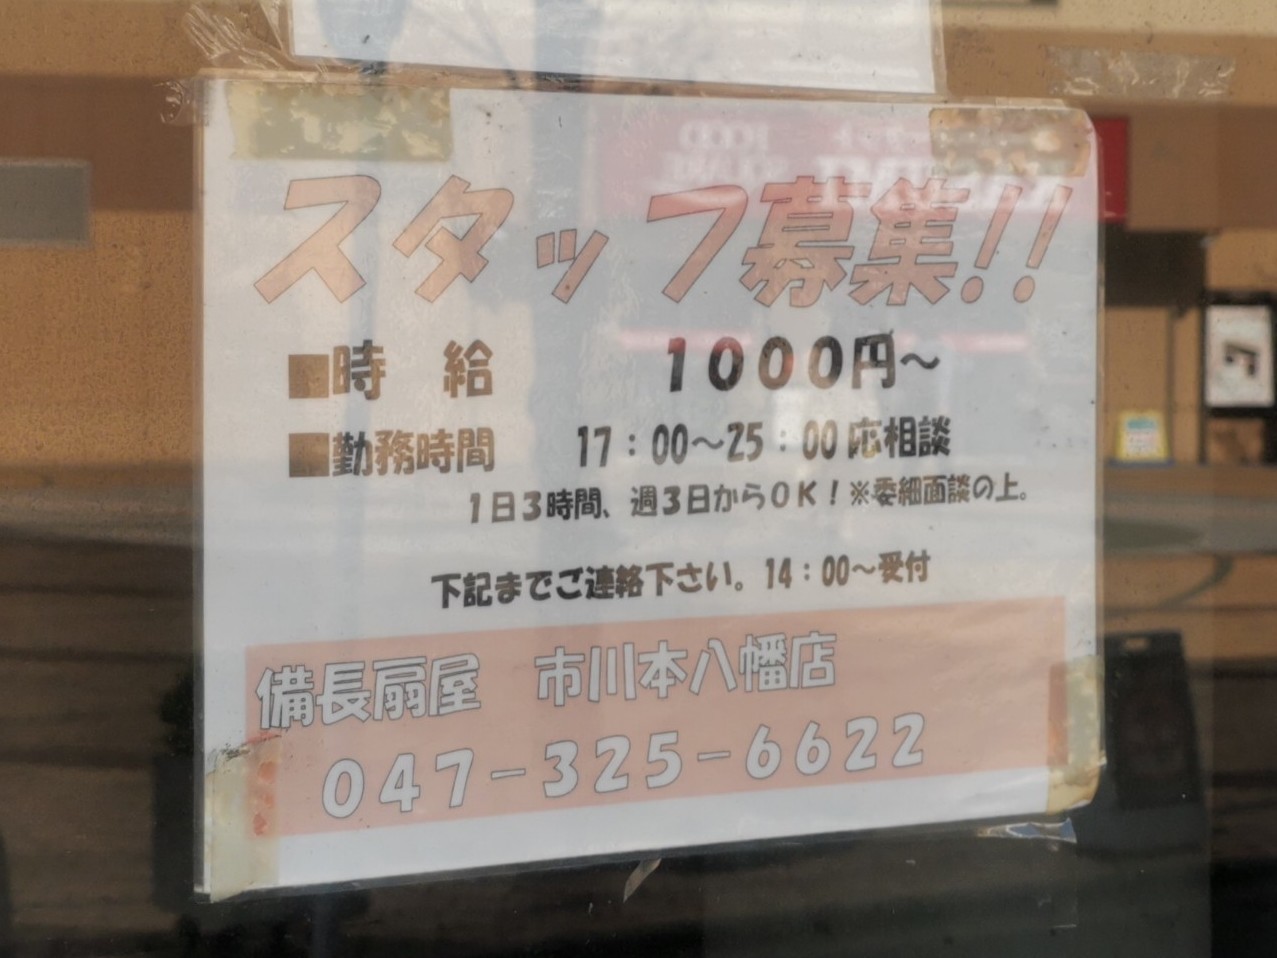 スタッフ募集!!
■時　給　1000円～
■勤務時間　17：00～25：00応相談
1日3時間、週3日からOK！※委細面談の上。
下記までご連絡下さい。14：00～受付
備長扇屋　市川本八幡店
047-325-6622